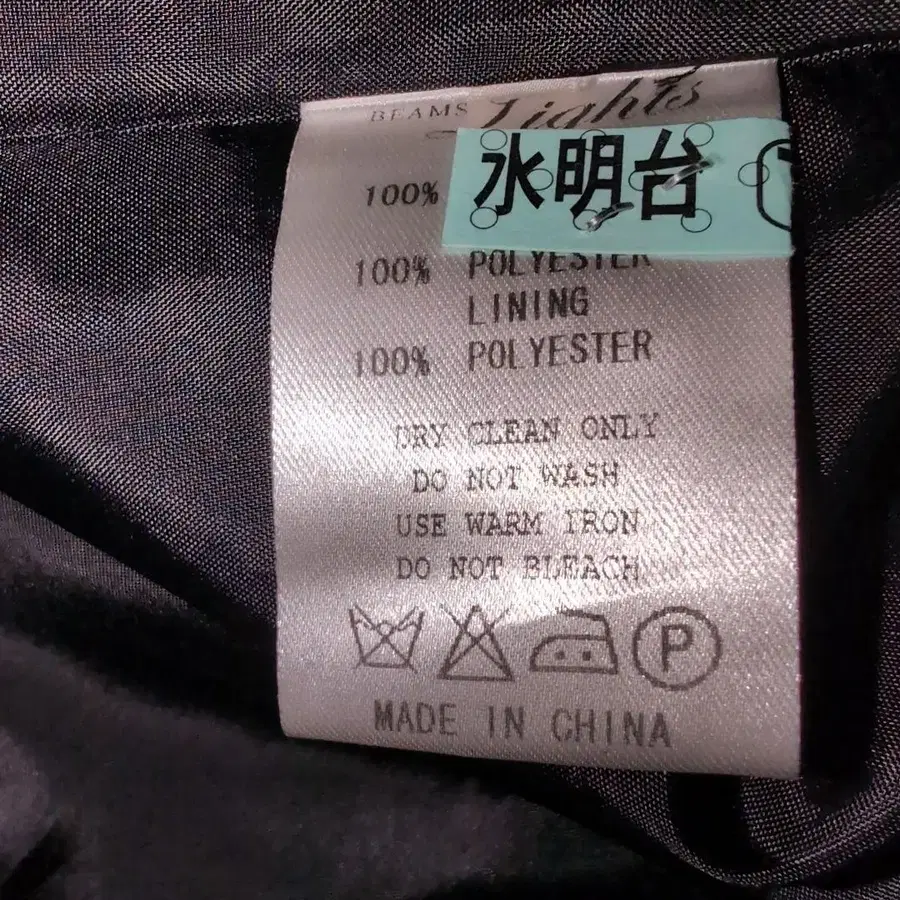 BEAMS Lights
水明台
100%
100% POLYESTER
LINING
100% POLYESTER
DRY CLEAN ONLY
DO NOT WASH
USE WARM IRON
DO NOT BLEACH
P
MADE IN CHINA